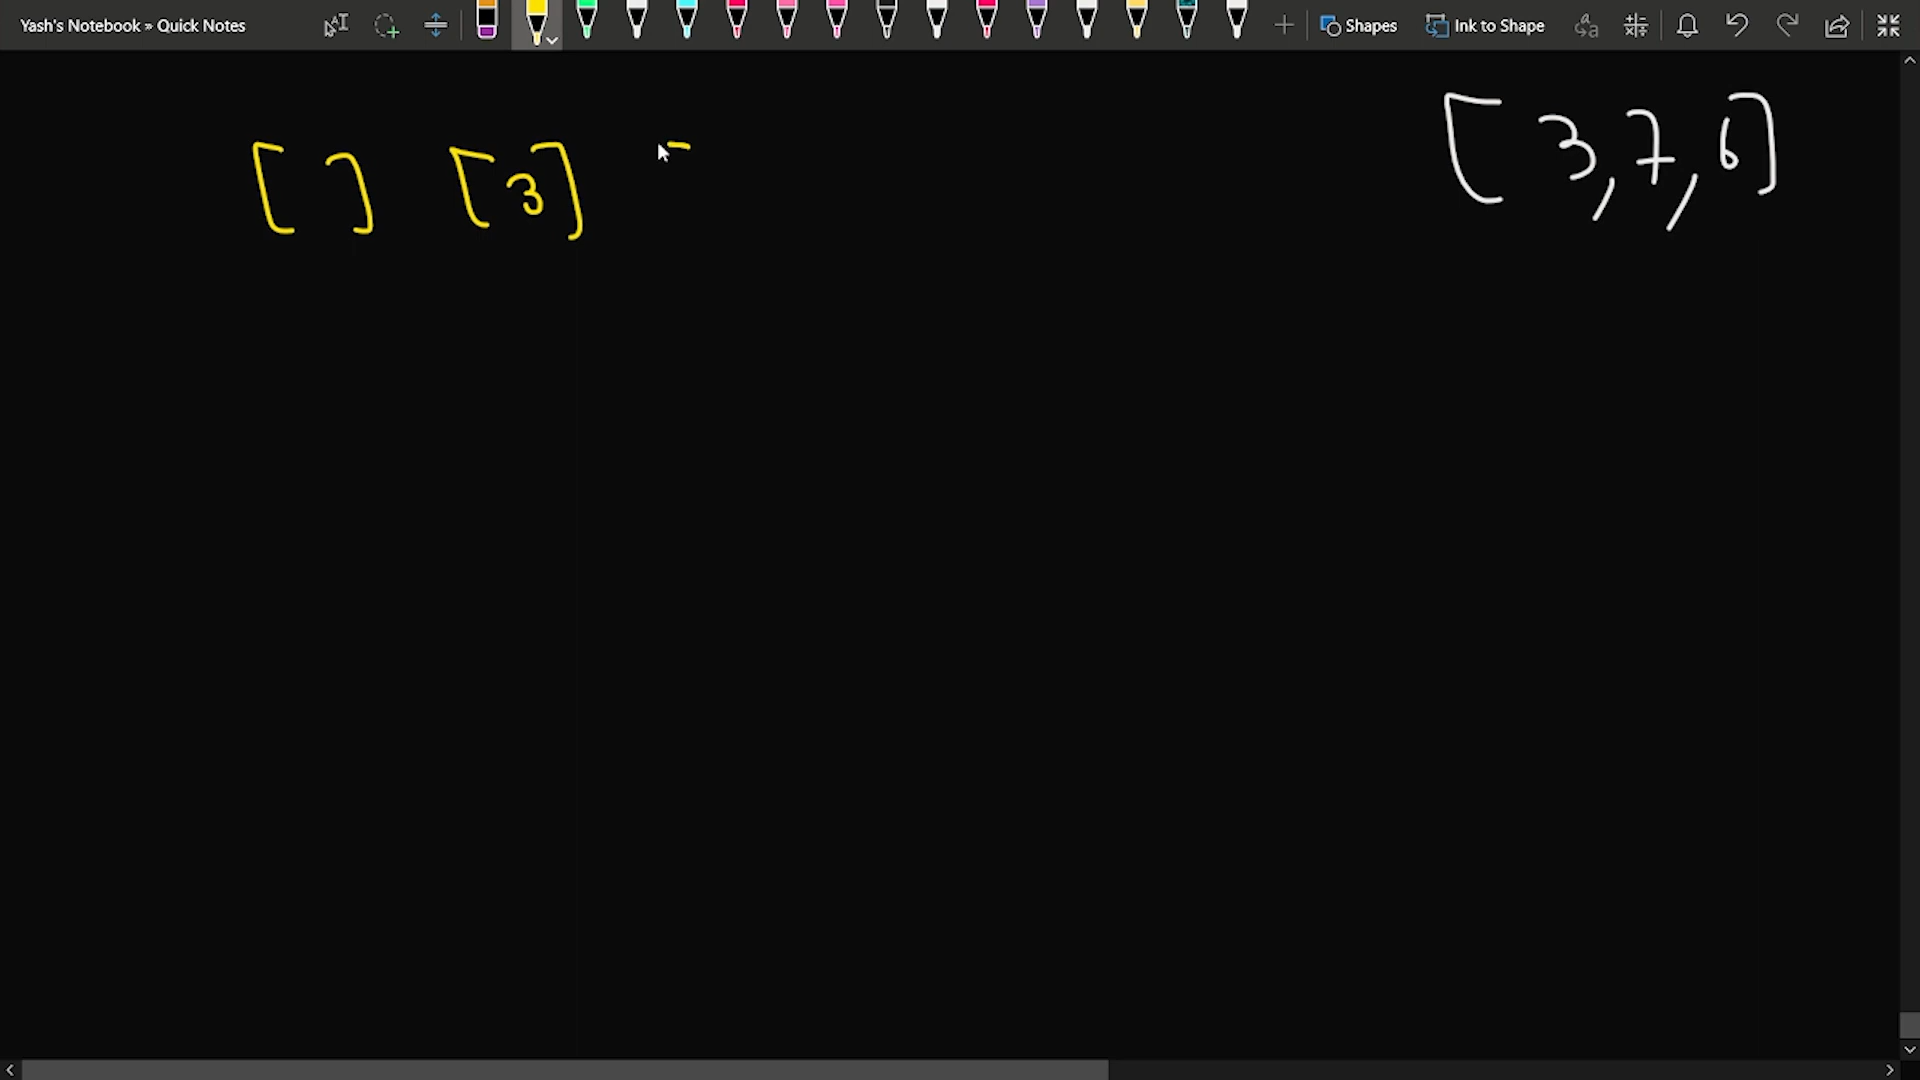 Yash's Notebook » Quick Notes Shapes Ink to Shape
[ ] [3] [3,7,6]